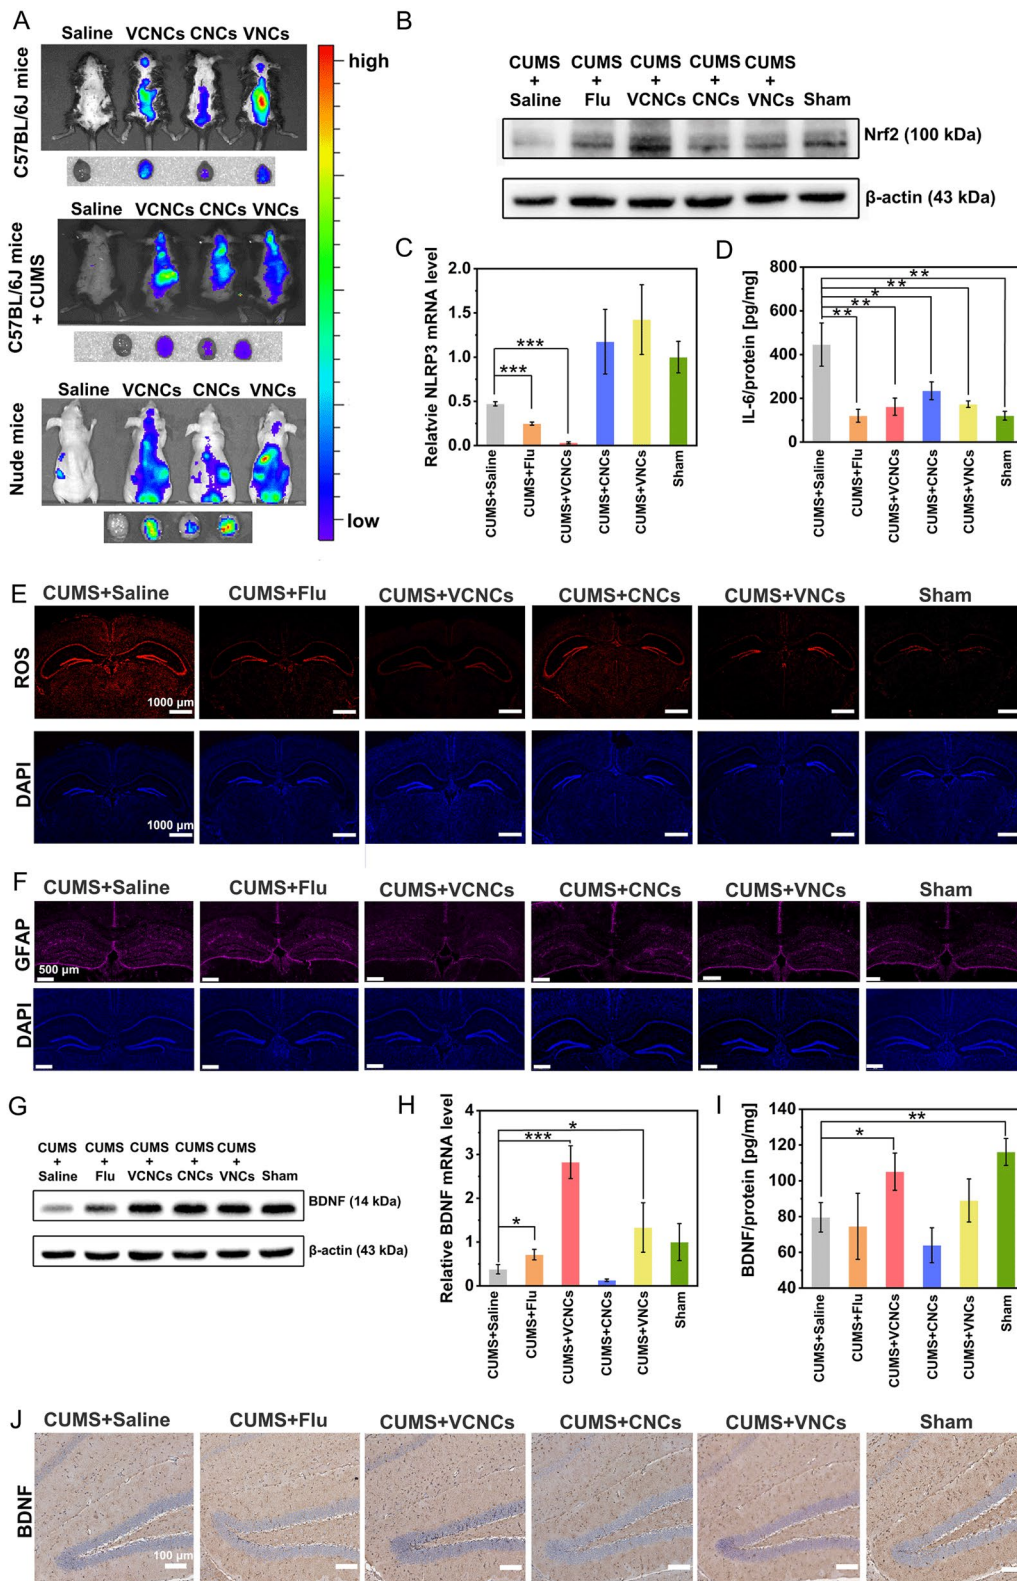 A
Saline VCNCs CNCs VNCs
C57BL/6J mice
high
Saline VCNCs CNCs VNCs
C57BL/6J mice
+ CUMS
Saline VCNCs CNCs VNCs
Nude mice
low
B
CUMS CUMS CUMS CUMS CUMS
+ + + + +
Saline Flu VCNCs CNCs VNCs Sham
Nrf2 (100 kDa)
β-actin (43 kDa)
C
Relatvie NLRP3 mRNA level
2.0
1.5
1.0
0.5
0.0
***
***
CUMS+Saline
CUMS+Flu
CUMS+VCNCs
CUMS+CNCs
CUMS+VNCs
Sham
D
IL-6/protein [pg/mg]
800
600
400
200
0
**
**
*
**
**
CUMS+Saline
CUMS+Flu
CUMS+VCNCs
CUMS+CNCs
CUMS+VNCs
Sham
E
CUMS+Saline CUMS+Flu CUMS+VCNCs CUMS+CNCs CUMS+VNCs Sham
ROS
1000 μm
DAPI
1000 μm
F
CUMS+Saline CUMS+Flu CUMS+VCNCs CUMS+CNCs CUMS+VNCs Sham
GFAP
500 μm
DAPI
G
CUMS CUMS CUMS CUMS CUMS
+ + + + +
Saline Flu VCNCs CNCs VNCs Sham
BDNF (14 kDa)
β-actin (43 kDa)
H
Relative BDNF mRNA level
4
3
2
1
0
*
***
*
CUMS+Saline
CUMS+Flu
CUMS+VCNCs
CUMS+CNCs
CUMS+VNCs
Sham
I
BDNF/protein [pg/mg]
140
120
100
80
60
40
**
*
CUMS+Saline
CUMS+Flu
CUMS+VCNCs
CUMS+CNCs
CUMS+VNCs
Sham
J
CUMS+Saline CUMS+Flu CUMS+VCNCs CUMS+CNCs CUMS+VNCs Sham
BDNF
100 μm